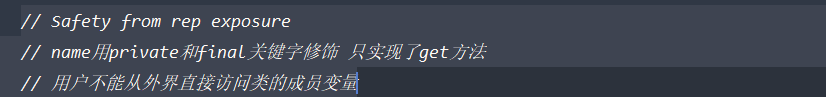 // Safety from rep exposure
// name用private和final关键字修饰 只实现了get方法
// 用户不能从外界直接访问类的成员变量